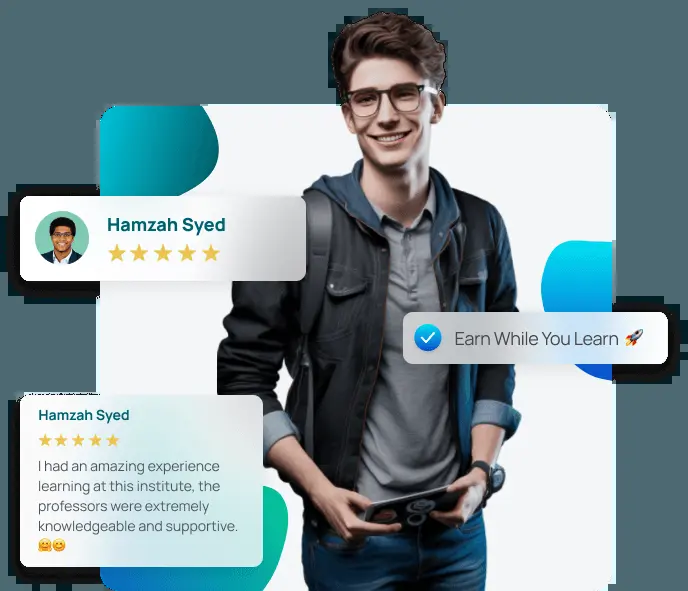 Hamzah Syed
Earn While You Learn 🚀
Hamzah Syed
I had an amazing experience
learning at this institute, the
professors were extremely
knowledgeable and supportive.
🤗😊